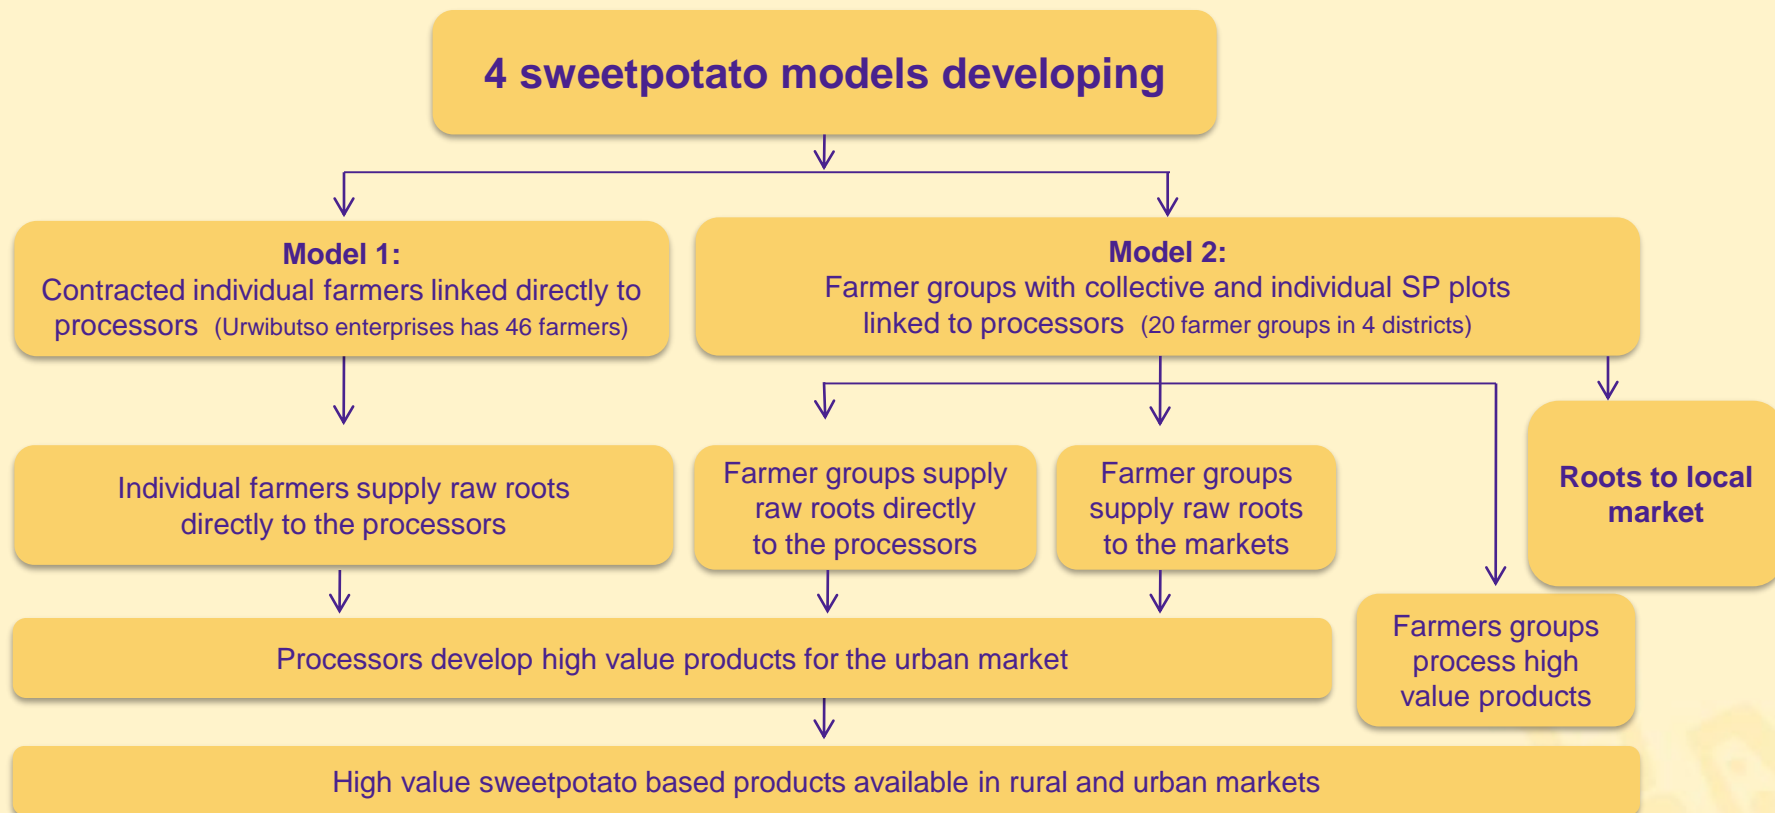 4 sweetpotato models developing
Model 1:
Contracted individual farmers linked directly to
processors (Urwibutso enterprises has 46 farmers)
Model 2:
Farmer groups with collective and individual SP plots
linked to processors (20 farmer groups in 4 districts)
Individual farmers supply raw roots
directly to the processors
Farmer groups supply
raw roots directly
to the processors
Farmer groups
supply raw roots
to the markets
Roots to local
market
Processors develop high value products for the urban market
Farmers groups
process high
value products
High value sweetpotato based products available in rural and urban markets